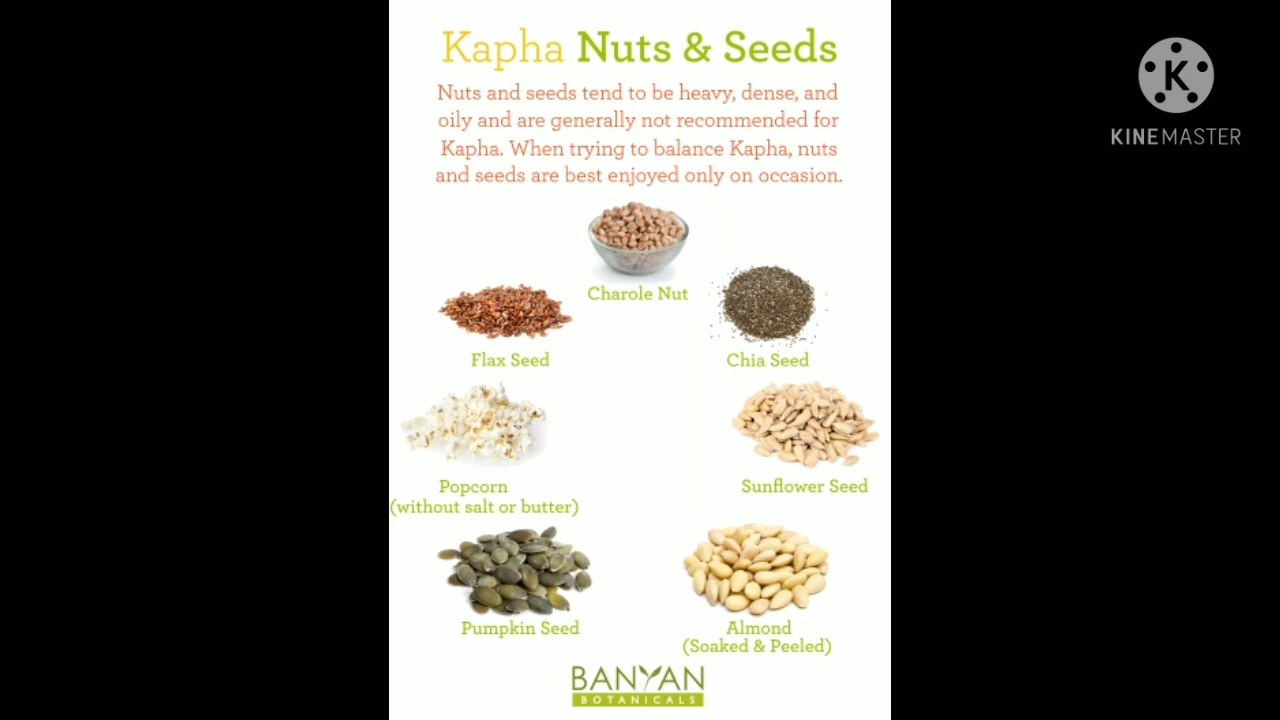 Kapha Nuts & Seeds
Nuts and seeds tend to be heavy, dense, and
oily and are generally not recommended for
Kapha. When trying to balance Kapha, nuts
and seeds are best enjoyed only on occasion.
K
KINEMASTER
Charole Nut
Flax Seed
Chia Seed
Popcorn
(without salt or butter)
Sunflower Seed
Pumpkin Seed
Almond
(Soaked & Peeled)
BANYAN
BOTANICALS